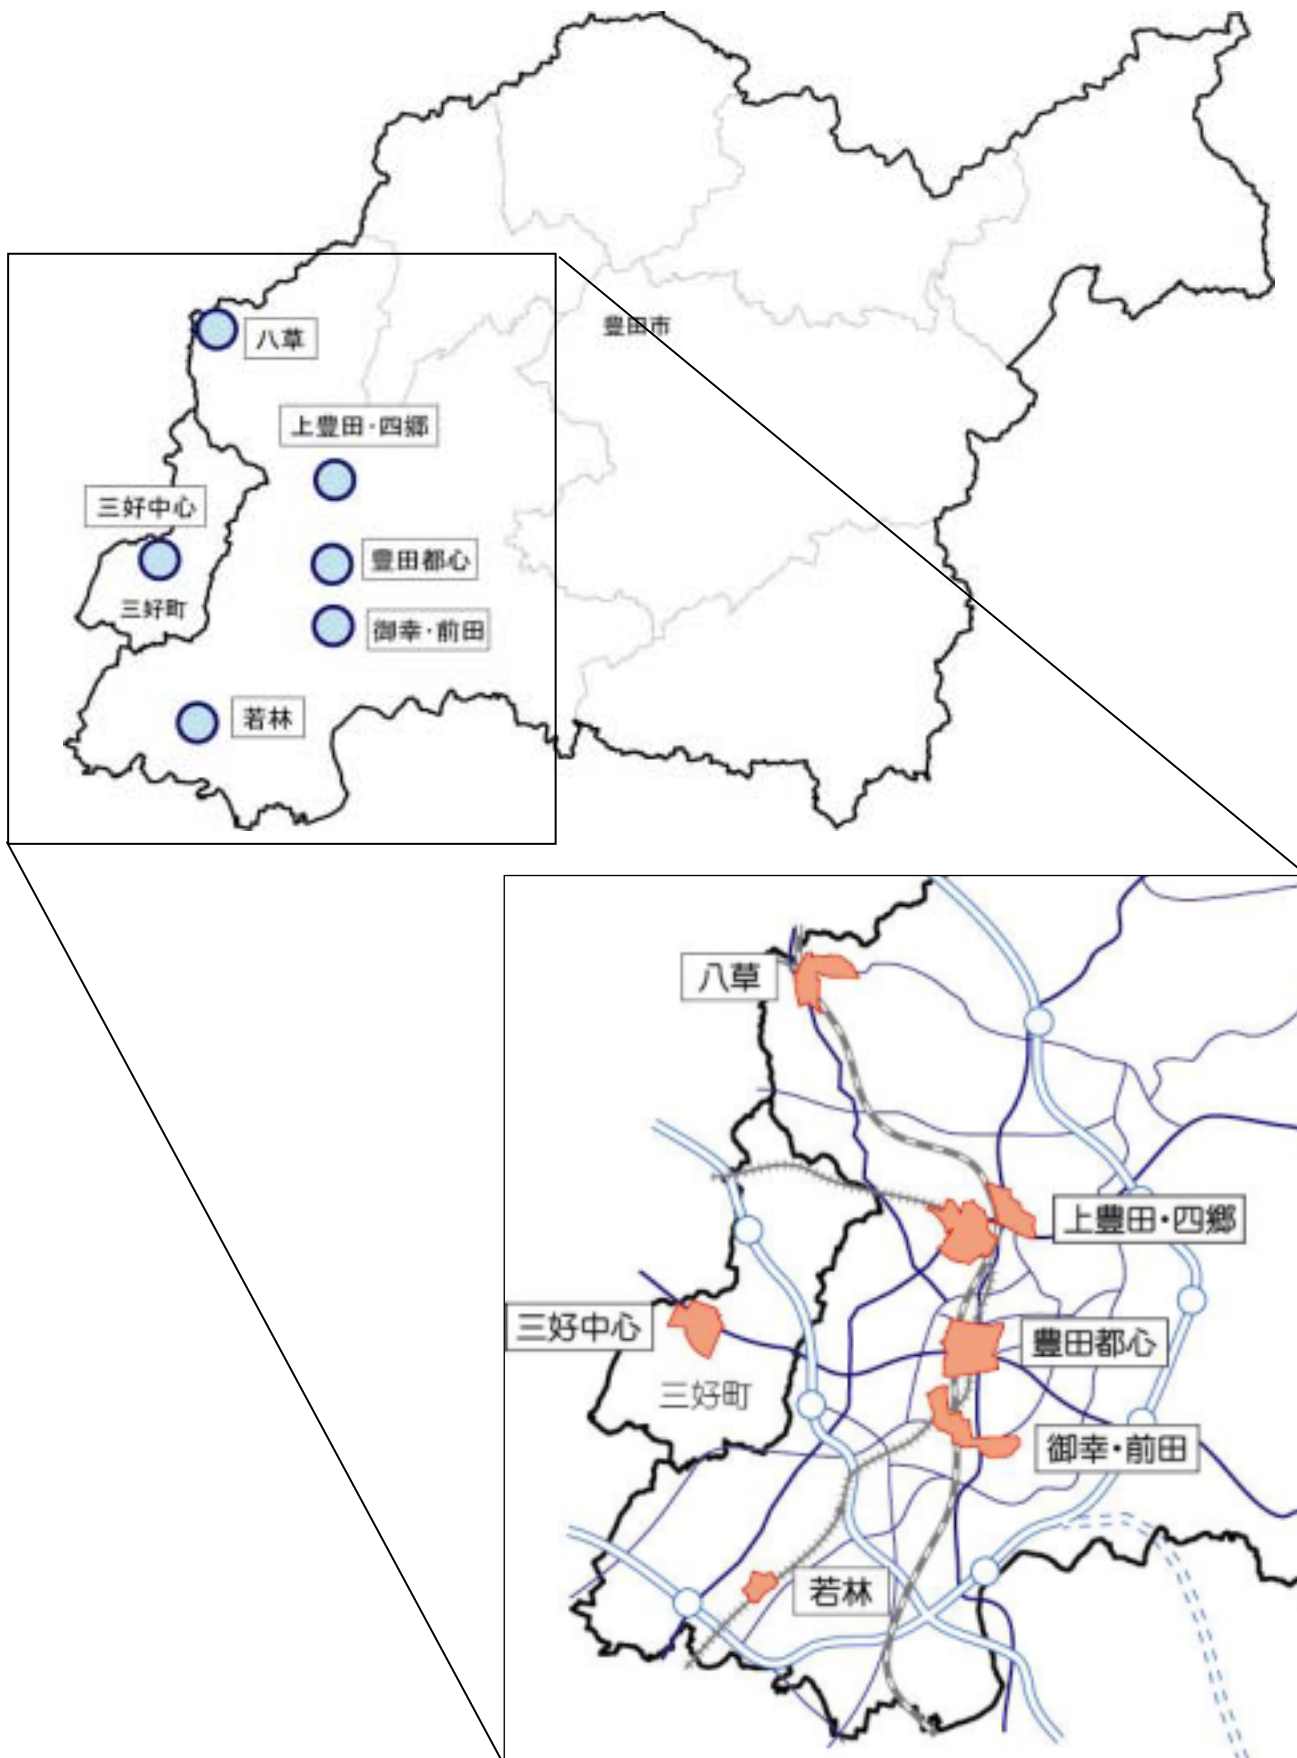 豊田市
八草
上豊田・四郷
三好中心
豊田都心
三好町
御幸・前田
若林
八草
上豊田・四郷
三好中心
豊田都心
三好町
御幸・前田
若林